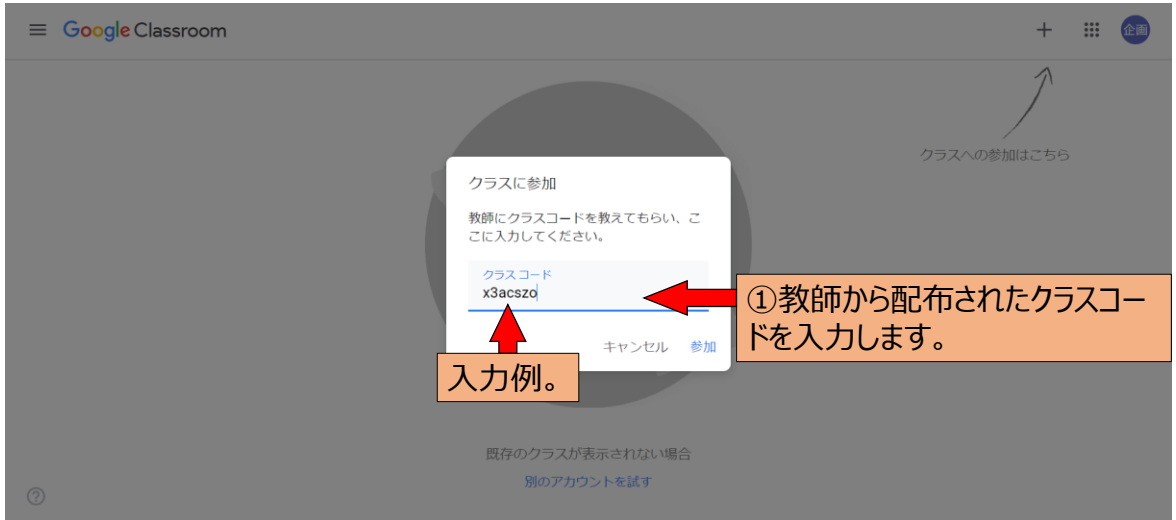 Google Classroom
企画
クラスへの参加はこちら
クラスに参加
教師にクラスコードを教えてもらい、こ
こに入力してください。
クラス コード
x3acszo
①教師から配布されたクラスコー
ドを入力します。
キャンセル 参加
入力例。
既存のクラスが表示されない場合
別のアカウントを試す